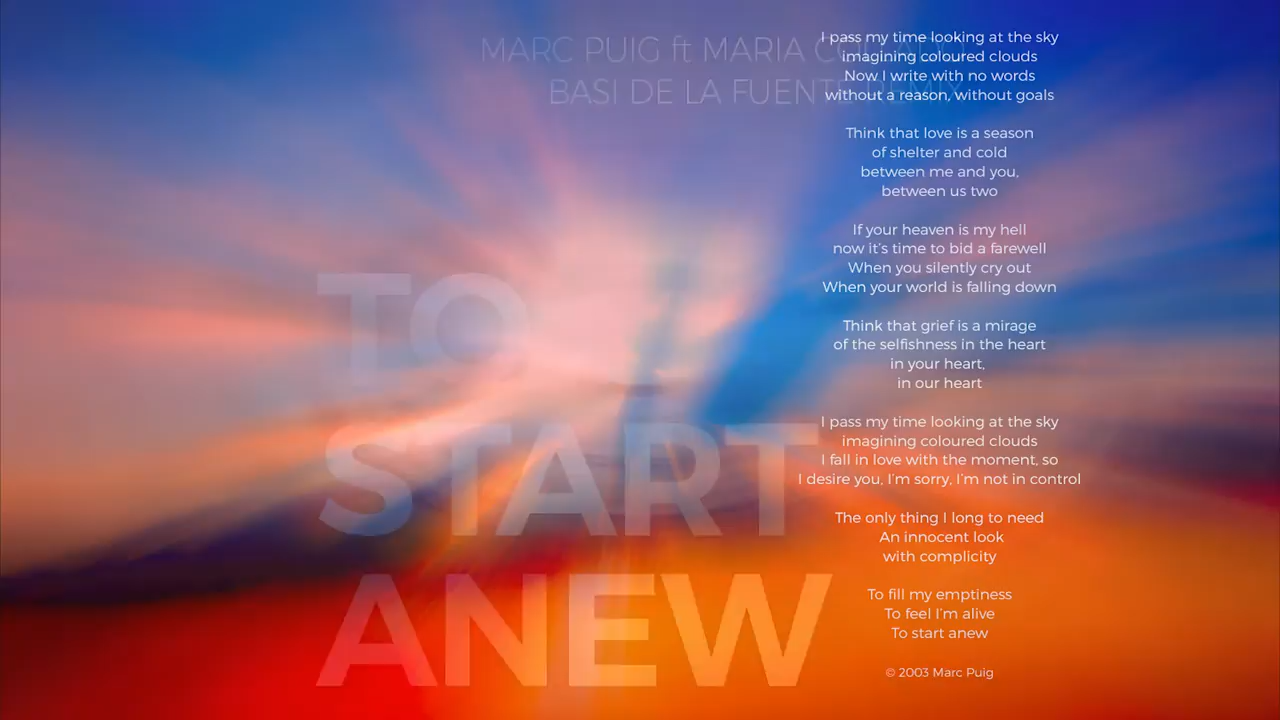 MARC PUIG ft MARIA
BASI DE LA FUENTE REMIX
TO
START
ANEW
I pass my time looking at the sky
imagining coloured clouds
Now I write with no words
without a reason, without goals
Think that love is a season
of shelter and cold
between me and you,
between us two
If your heaven is my hell
now it's time to bid a farewell
When you silently cry out
When your world is falling down
Think that grief is a mirage
of the selfishness in the heart
in your heart,
in our heart
I pass my time looking at the sky
imagining coloured clouds
I fall in love with the moment, so
I desire you, I'm sorry, I'm not in control
The only thing I long to need
An innocent look
with complicity
To fill my emptiness
To feel I'm alive
To start anew
© 2003 Marc Puig